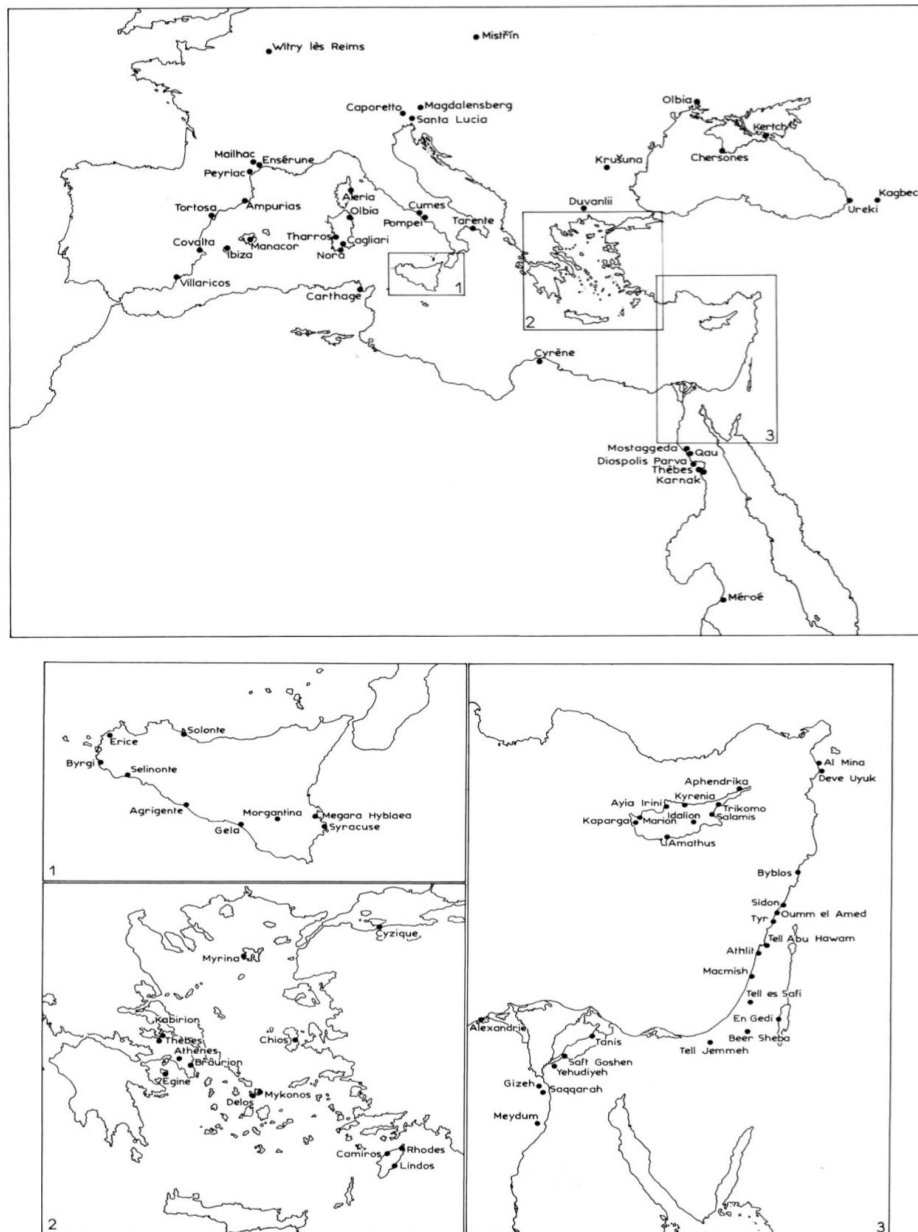 Witry lès Reims
Mistřín
Caporetto
Magdalensberg
Santa Lucia
Olbia
Kertch
Chersones
Mailhac
Ensérune
Peyriac
Krušuna
Kagbec
Ureki
Aleria
Olbia
Cumes
Pompei
Tarente
Duvanlii
Tortosa
Ampurias
Tharros
Cagliari
Nora
Covalta
Ibiza
Manacor
Villaricos
Carthage
1
2
Cyrène
3
Mostaggeda
Qau
Diospolis Parva
Thèbes
Karnak
Méroé
Erice
Solonte
Byrgi
Selinonte
Agrigente
Morgantina
Megara Hyblaea
Gela
Syracuse
1
Cyzique
Myrina
Kabirion
Thèbes
Chios
Athènes
Braurion
Egine
Mykonos
Delos
Camiros
Rhodes
Lindos
2
Al Mina
Deve Uyuk
Aphendrika
Kyrenia
Ayia Irini
Trikomo
Kaparga
Marion
Idalion
Salamis
Amathus
Byblos
Sidon
Oumm el Amed
Tyr
Tell Abu Hawam
Athlit
Macmish
Tell es Safi
En Gedi
Beer Sheba
Tell Jemmeh
Alexandrie
Tanis
Saft Goshen
Yehudiyeh
Gizeh
Saqqarah
Meydum
3